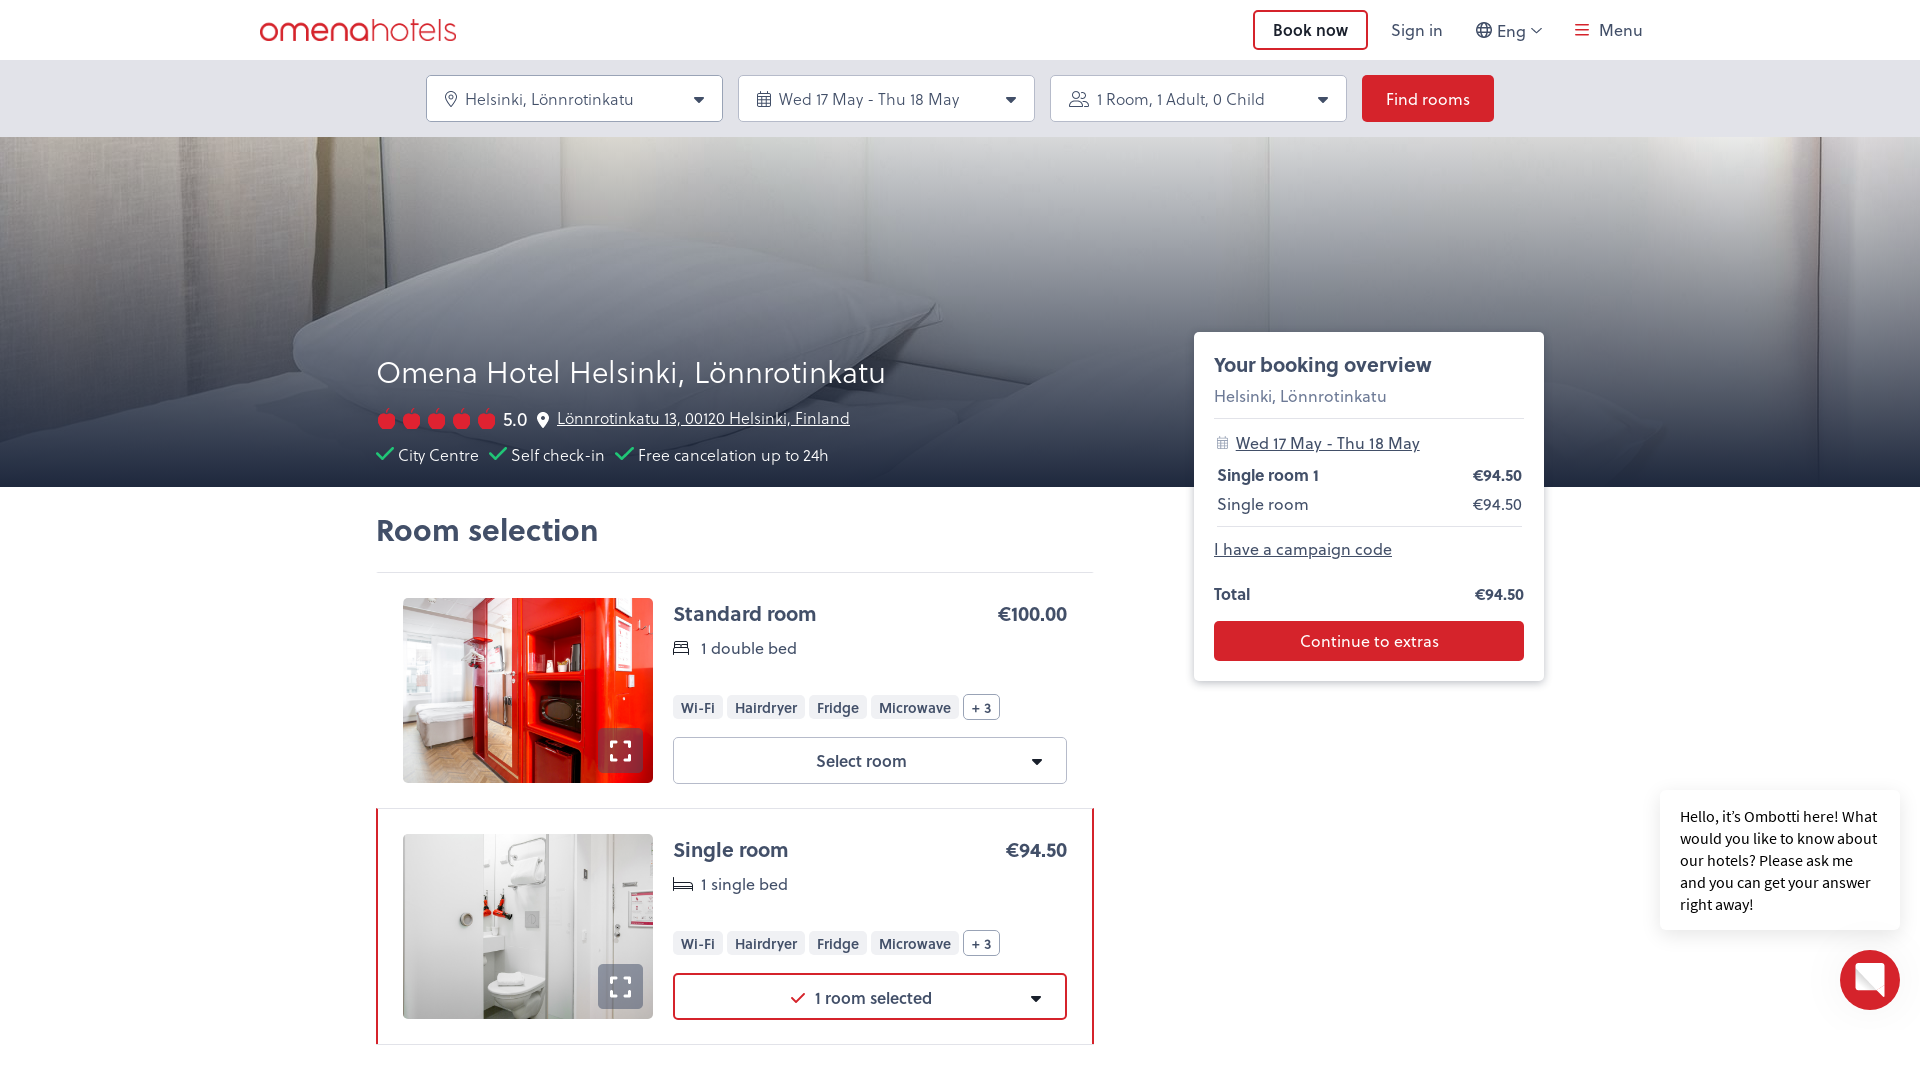 omenahotels
Book now
Sign in
Eng
Menu
Helsinki, Lönnrotinkatu
Wed 17 May - Thu 18 May
1 Room, 1 Adult, 0 Child
Find rooms
Omena Hotel Helsinki, Lönnrotinkatu
5.0
Lönnrotinkatu 13, 00120 Helsinki, Finland
City Centre
Self check-in
Free cancelation up to 24h
Your booking overview
Helsinki, Lönnrotinkatu
Wed 17 May - Thu 18 May
Single room 1 €94.50
Single room €94.50
I have a campaign code
Total €94.50
Continue to extras
Room selection
Standard room €100.00
1 double bed
Wi-Fi Hairdryer Fridge Microwave + 3
Select room
Single room €94.50
1 single bed
Wi-Fi Hairdryer Fridge Microwave + 3
1 room selected
Hello, it's Ombotti here! What
would you like to know about
our hotels? Please ask me
and you can get your answer
right away!